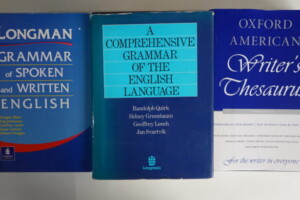 LONGMAN
GRAMMAR
of SPOKEN
and WRITTEN
ENGLISH
A
COMPREHENSIVE
GRAMMAR
OF THE
ENGLISH
LANGUAGE
Randolph Quirk
Sidney Greenbaum
Geoffrey Leech
Jan Svartvik
Longman
OXFORD
AMERICAN
Writer's
Thesaurus
for the writer in everyone